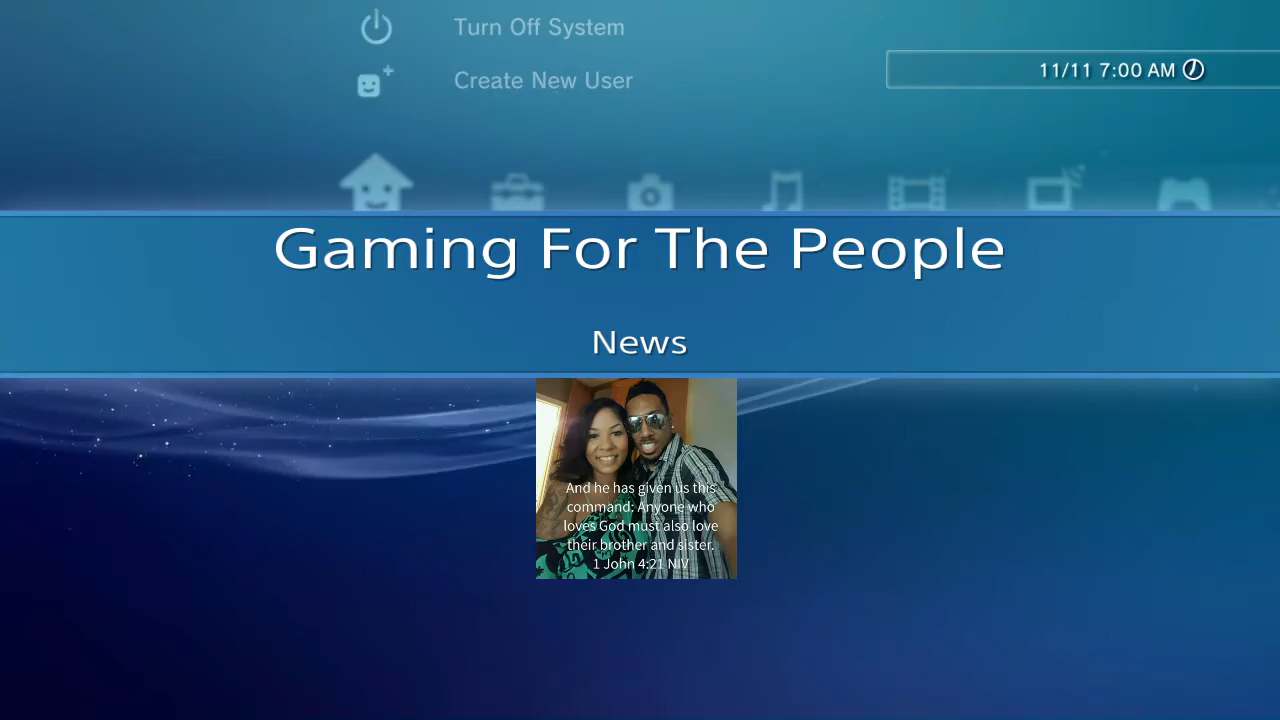 Turn Off System
Create New User
11/11 7:00 AM
Gaming For The People
News
And he has given us this
command: Anyone who
loves God must also love
their brother and sister.
1 John 4:21 NIV